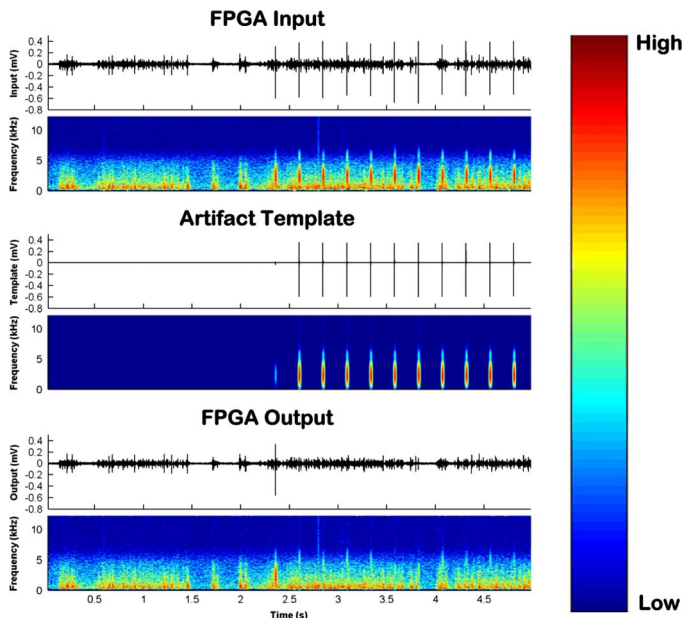 FPGA Input
High
Input (mV)
0.4
0.2
0
-0.2
-0.4
-0.6
-0.8
Frequency (kHz)
10
5
0
Artifact Template
Template (mV)
0.4
0.2
0
-0.2
-0.4
-0.6
-0.8
Frequency (kHz)
10
5
0
FPGA Output
Output (mV)
0.4
0.2
0
-0.2
-0.4
-0.6
-0.8
Frequency (kHz)
10
5
0
0.5 1 1.5 2 2.5 3 3.5 4 4.5
Time (s)
Low